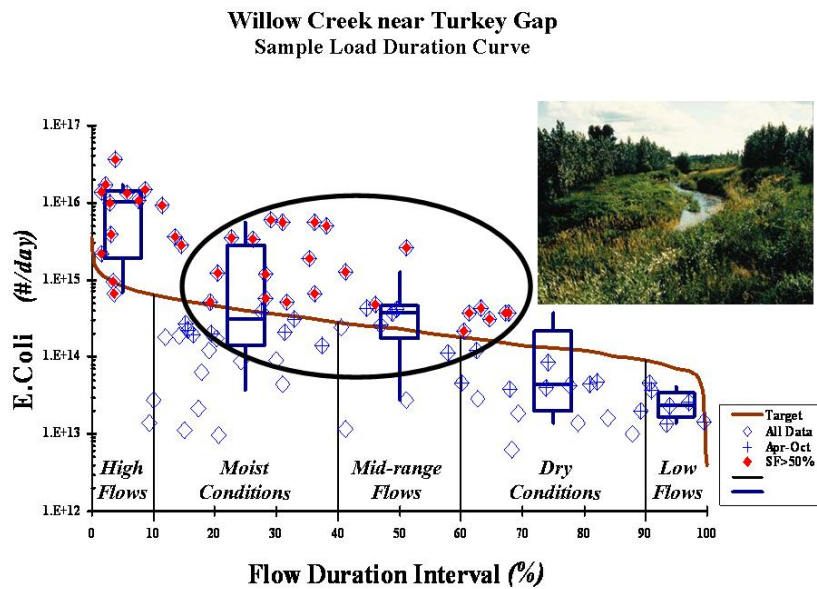 Willow Creek near Turkey Gap
Sample Load Duration Curve
E.Coli (#/day)
1.E+17
1.E+16
1.E+15
1.E+14
1.E+13
1.E+12
High Flows
Moist Conditions
Mid-range Flows
Dry Conditions
Low Flows
Target
All Data
Apr-Oct
SF>50%
0 10 20 30 40 50 60 70 80 90 100
Flow Duration Interval (%)